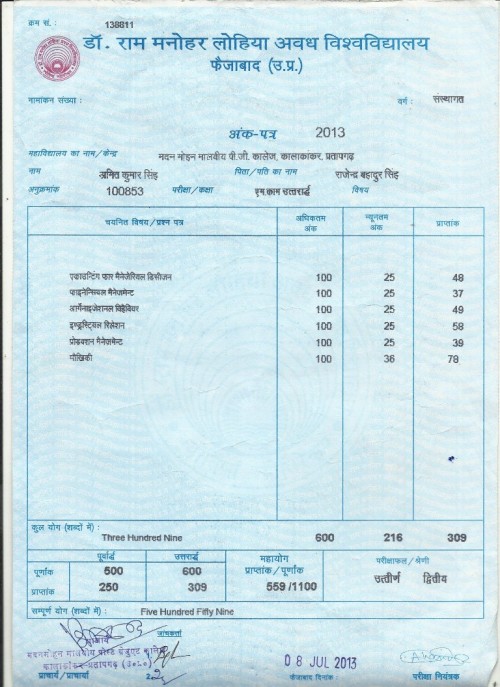 क्रम सं. : 138811
डॉ. राम मनोहर लोहिया अवध विश्वविद्यालय
फैजाबाद (उ.प्र.)
नामांकन संख्या :
वर्ग : संस्थागत
अंक-पत्र 2013
महाविद्यालय का नाम/केन्द्र मदन मोहन मालवीय पी.जी. कालेज, कालाकांकर, प्रतापगढ़
नाम अमित कुमार सिंह पिता/पति का नाम राजेन्द्र बहादुर सिंह
अनुक्रमांक 100853 परीक्षा/कक्षा एम.काम उत्तरार्द्ध विषय
चयनित विषय/प्रश्न पत्र अधिकतम अंक न्यूनतम अंक प्राप्तांक
एकाउन्टिंग फार मैनेजेरियल डिसीजन 100 25 48
फाइनेन्सियल मैनेजमेन्ट 100 25 37
आर्गेनाइजेशनल बिहैवियर 100 25 49
इण्डस्ट्रियल रिलेशन 100 25 58
प्रोडक्शन मैनेजमेन्ट 100 25 39
मौखिकी 100 36 78
कुल योग (शब्दों में) :
Three Hundred Nine 600 216 309
पूर्वार्द्ध उत्तरार्द्ध महायोग प्राप्तांक/पूर्णांक परीक्षाफल/श्रेणी
पूर्णांक 500 600
प्राप्तांक 250 309 559 /1100 उत्तीर्ण द्वितीय
सम्पूर्ण योग (शब्दों में) : Five Hundred Fifty Nine
जांचकर्ता
प्राचार्य
मदनमोहन मालवीय पोस्ट ग्रेजुएट कालेज
कालाकाँकर-प्रतापगढ़ (उ०प्र०)
प्राचार्य/प्राचार्या
08 JUL 2013
फैजाबाद दिनांक :
परीक्षा नियंत्रक